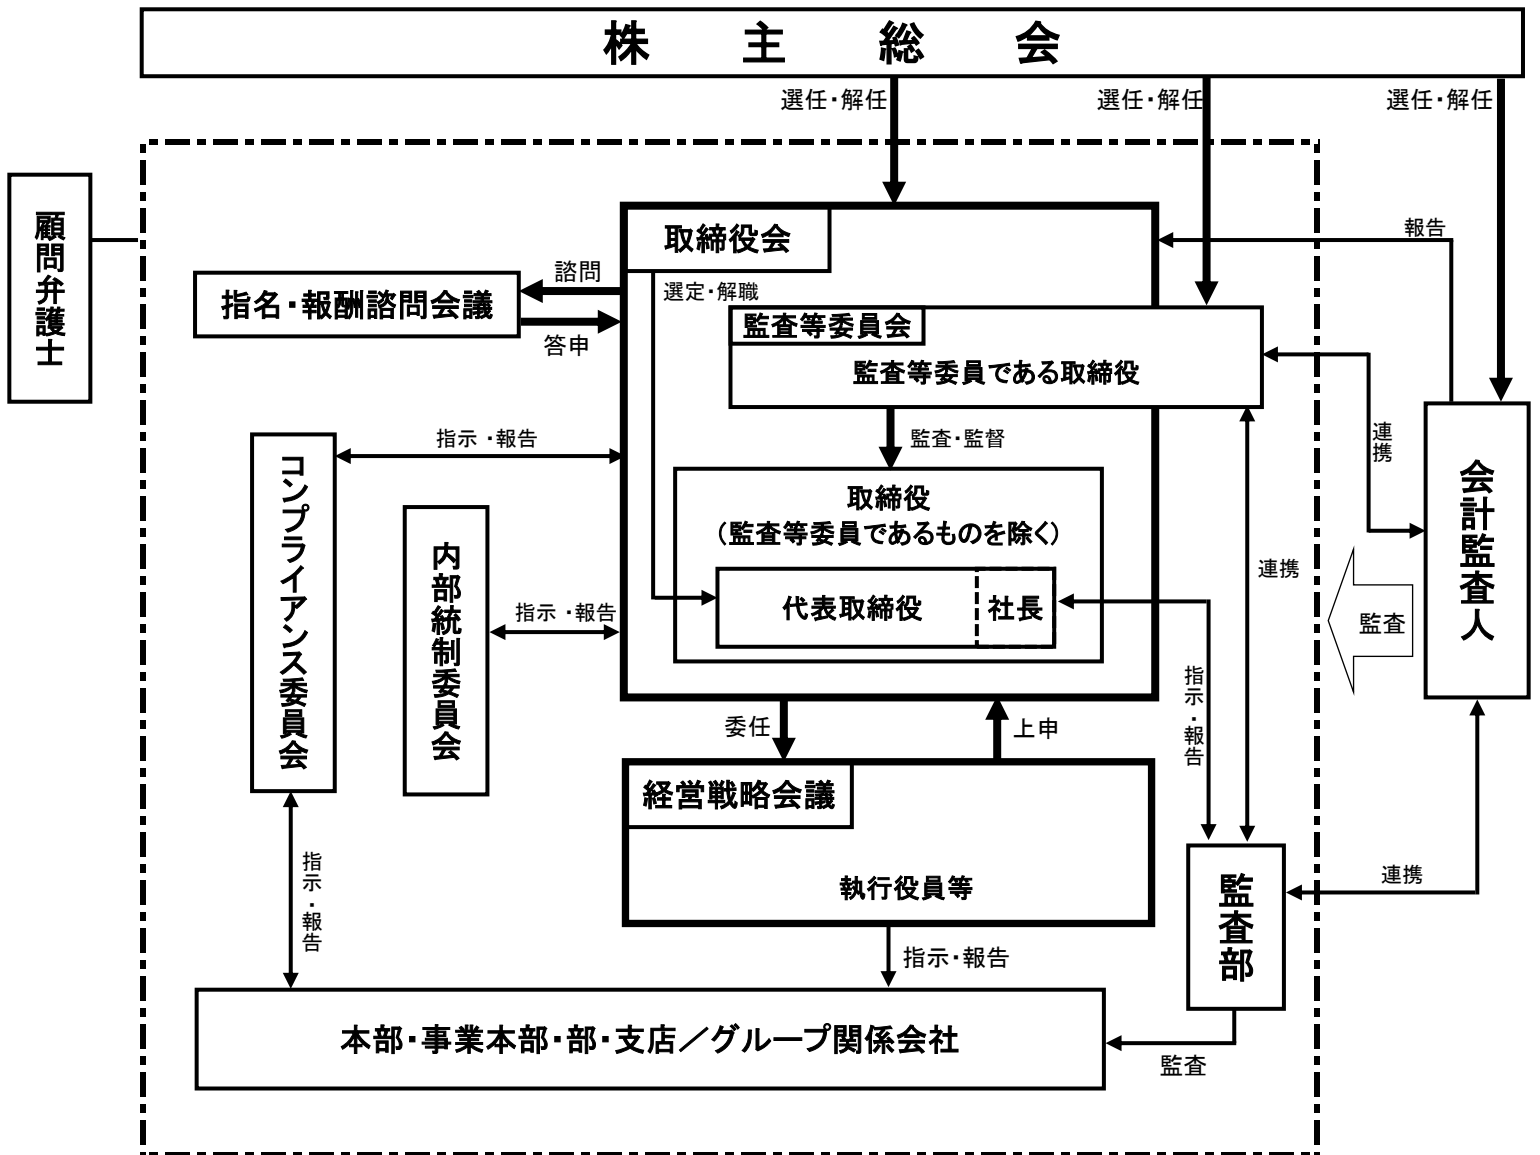 株主総会
選任・解任
選任・解任
選任・解任
顧問弁護士
取締役会
報告
諮問
指名・報酬諮問会議
選定・解職
答申
監査等委員会
監査等委員である取締役
指示・報告
監査・監督
連携
コンプライアンス委員会
取締役
（監査等委員であるものを除く）
会計監査人
内部統制委員会
連携
指示・報告
代表取締役
社長
監査
指示・報告
委任
上申
経営戦略会議
指示・報告
執行役員等
連携
監査部
指示・報告
本部・事業本部・部・支店／グループ関係会社
監査